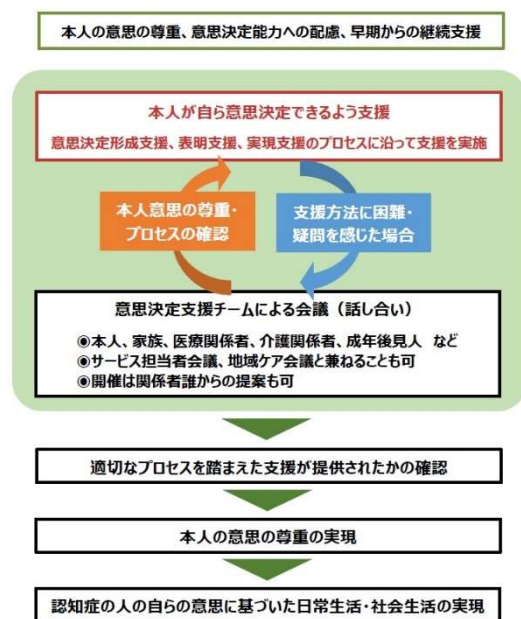 本人の意思の尊重、意思決定能力への配慮、早期からの継続支援
本人が自ら意思決定できるよう支援
意思決定形成支援、表明支援、実現支援のプロセスに沿って支援を実施
本人意思の尊重・
プロセスの確認
支援方法に困難・
疑問を感じた場合
意思決定支援チームによる会議（話し合い）
◉本人、家族、医療関係者、介護関係者、成年後見人 など
◉サービス担当者会議、地域ケア会議と兼ねることも可
◉開催は関係者誰からの提案も可
適切なプロセスを踏まえた支援が提供されたかの確認
本人の意思の尊重の実現
認知症の人の自らの意思に基づいた日常生活・社会生活の実現